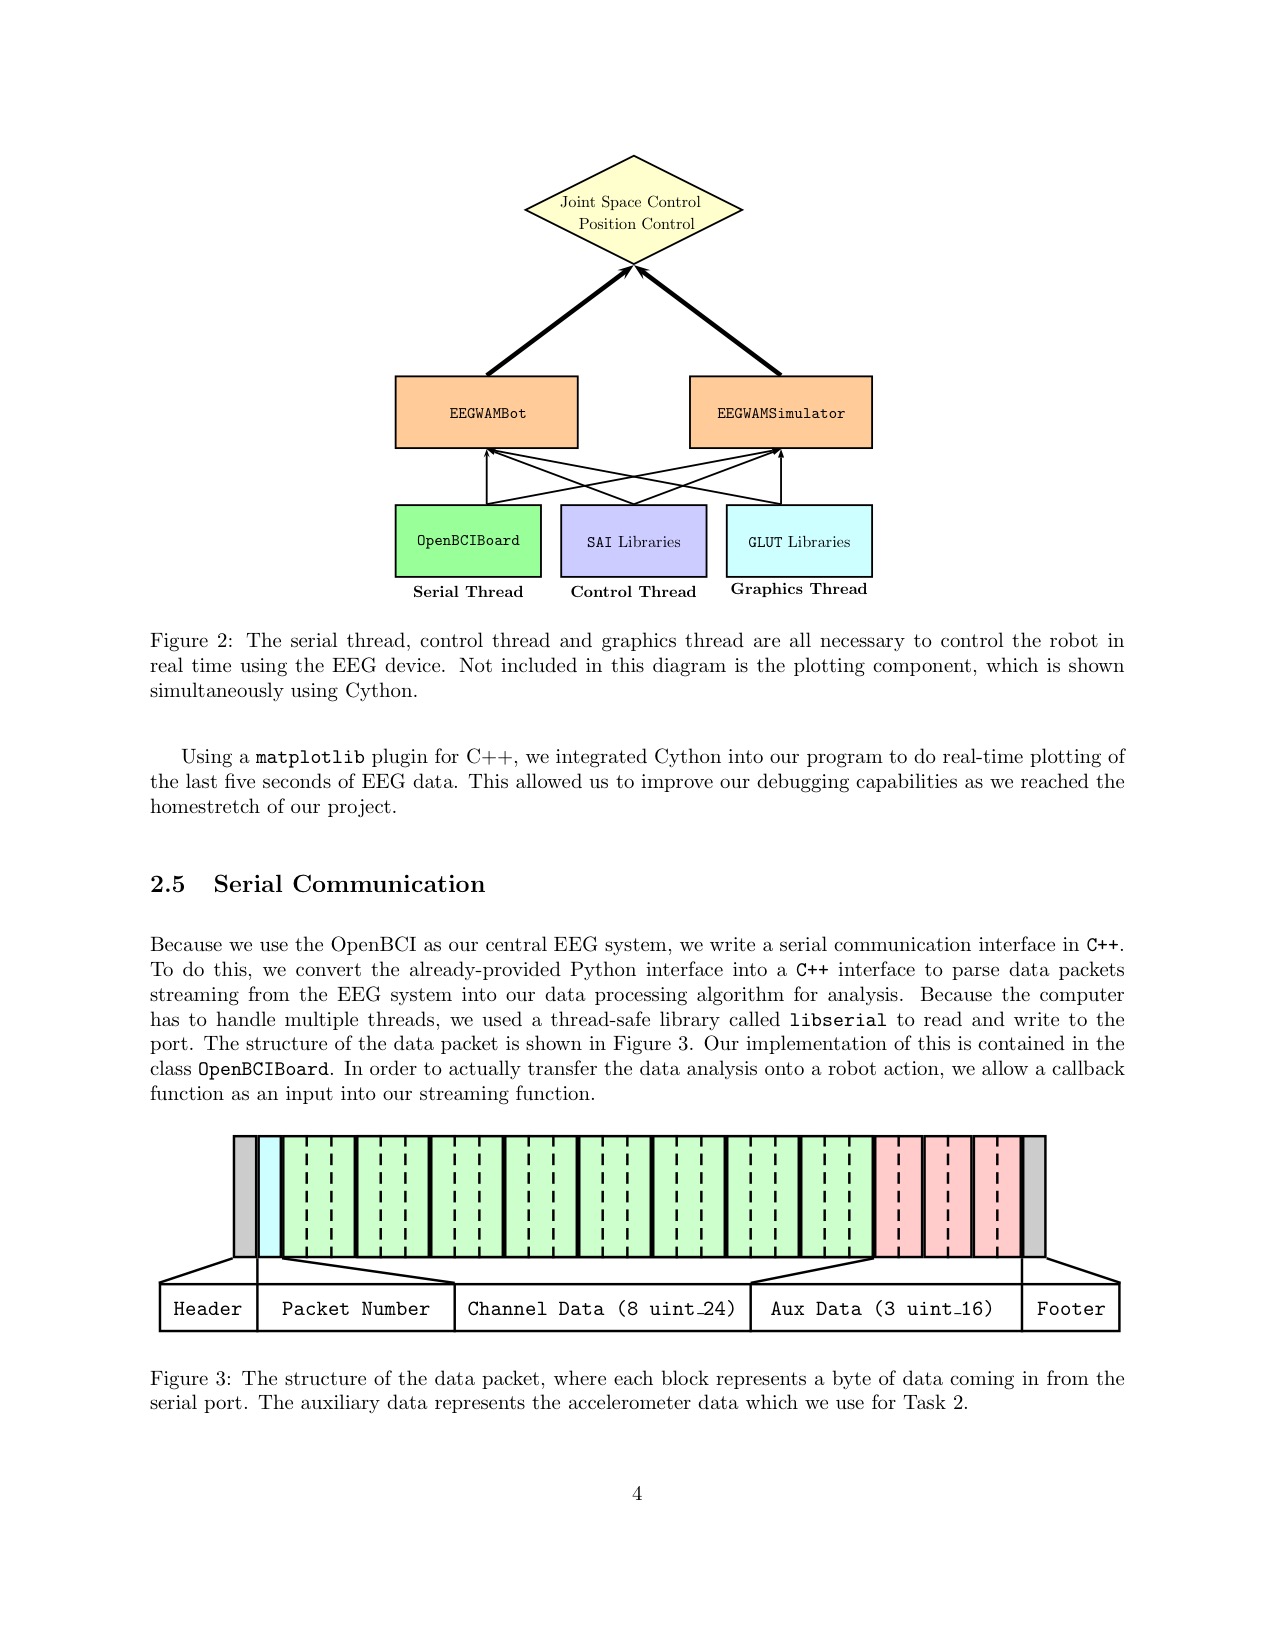 Joint Space Control
Position Control
EEGWAMBot
EEGWAMSimulator
OpenBCIBoard
SAI Libraries
GLUT Libraries
Serial Thread
Control Thread
Graphics Thread
Figure 2: The serial thread, control thread and graphics thread are all necessary to control the robot in
real time using the EEG device. Not included in this diagram is the plotting component, which is shown
simultaneously using Cython.
Using a matplotlib plugin for C++, we integrated Cython into our program to do real-time plotting of
the last five seconds of EEG data. This allowed us to improve our debugging capabilities as we reached the
homestretch of our project.
2.5 Serial Communication
Because we use the OpenBCI as our central EEG system, we write a serial communication interface in C++.
To do this, we convert the already-provided Python interface into a C++ interface to parse data packets
streaming from the EEG system into our data processing algorithm for analysis. Because the computer
has to handle multiple threads, we used a thread-safe library called libserial to read and write to the
port. The structure of the data packet is shown in Figure 3. Our implementation of this is contained in the
class OpenBCIBoard. In order to actually transfer the data analysis onto a robot action, we allow a callback
function as an input into our streaming function.
Header
Packet Number
Channel Data (8 uint_24)
Aux Data (3 uint_16)
Footer
Figure 3: The structure of the data packet, where each block represents a byte of data coming in from the
serial port. The auxiliary data represents the accelerometer data which we use for Task 2.
4